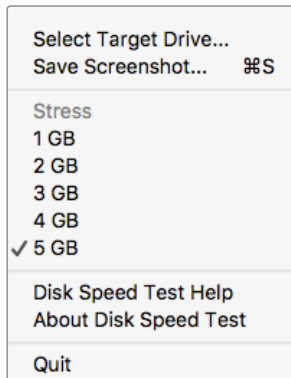 Select Target Drive...
Save Screenshot... ⌘S
Stress
1 GB
2 GB
3 GB
4 GB
✓ 5 GB
Disk Speed Test Help
About Disk Speed Test
Quit